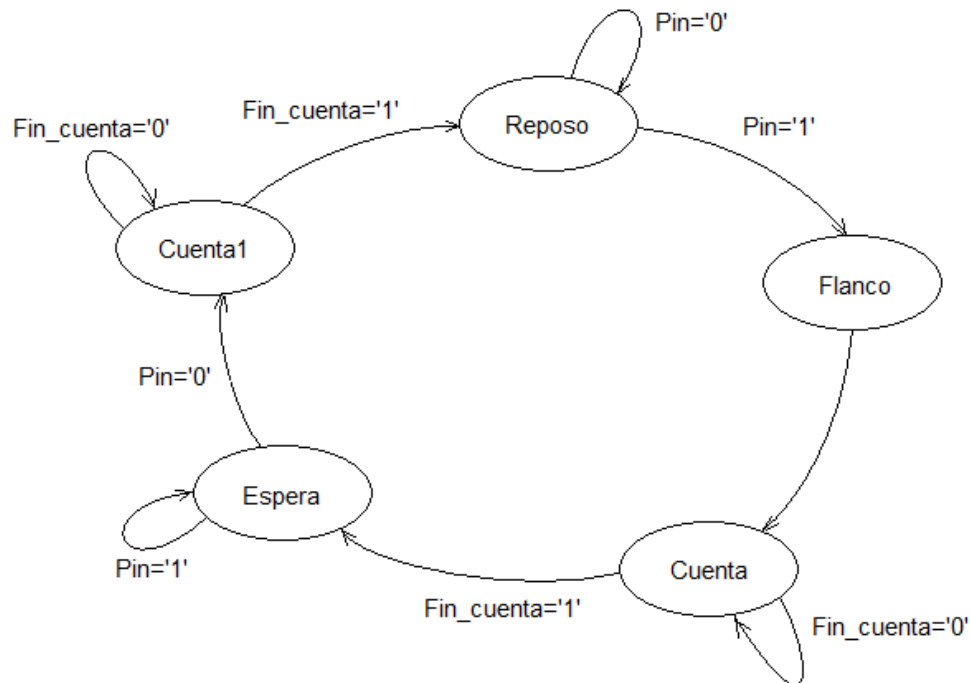 Pin='0'
Fin_cuenta='1'
Reposo
Fin_cuenta='0'
Pin='1'
Cuenta1
Flanco
Pin='0'
Espera
Pin='1'
Cuenta
Fin_cuenta='1'
Fin_cuenta='0'